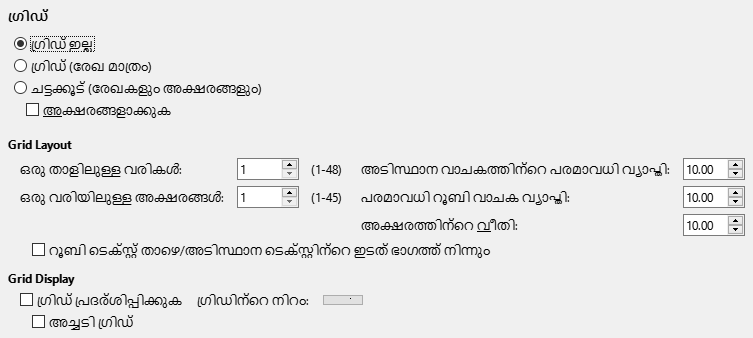 ഗ്രിഡ്
ഗ്രിഡ് ഇല്ല
ഗ്രിഡ് (രേഖ മാത്രം)
ചട്ടക്കൂട് (രേഖകളും അക്ഷരങ്ങളും)
അക്ഷരങ്ങളാക്കുക
Grid Layout
ഒരു താളിലുള്ള വരികള്‍: 1 (1-48) അടിസ്ഥാന വാചകത്തിന്റെ പരമാവധി വ്യാപ്തി: 10.00
ഒരു വരിയിലുള്ള അക്ഷരങ്ങള്‍: 1 (1-45) പരമാവധി റൂബി വാചക വ്യാപ്തി: 10.00
അക്ഷരത്തിന്റെ വീതി: 10.00
റൂബി ടെക്സ്റ്റ് താഴെ/അടിസ്ഥാന ടെക്സ്റ്റിന്റെ ഇടത് ഭാഗത്ത് നിന്നും
Grid Display
ഗ്രിഡ് പ്രദര്‍ശിപ്പിക്കുക ഗ്രിഡിന്റെ നിറം:
അച്ചടി ഗ്രിഡ്